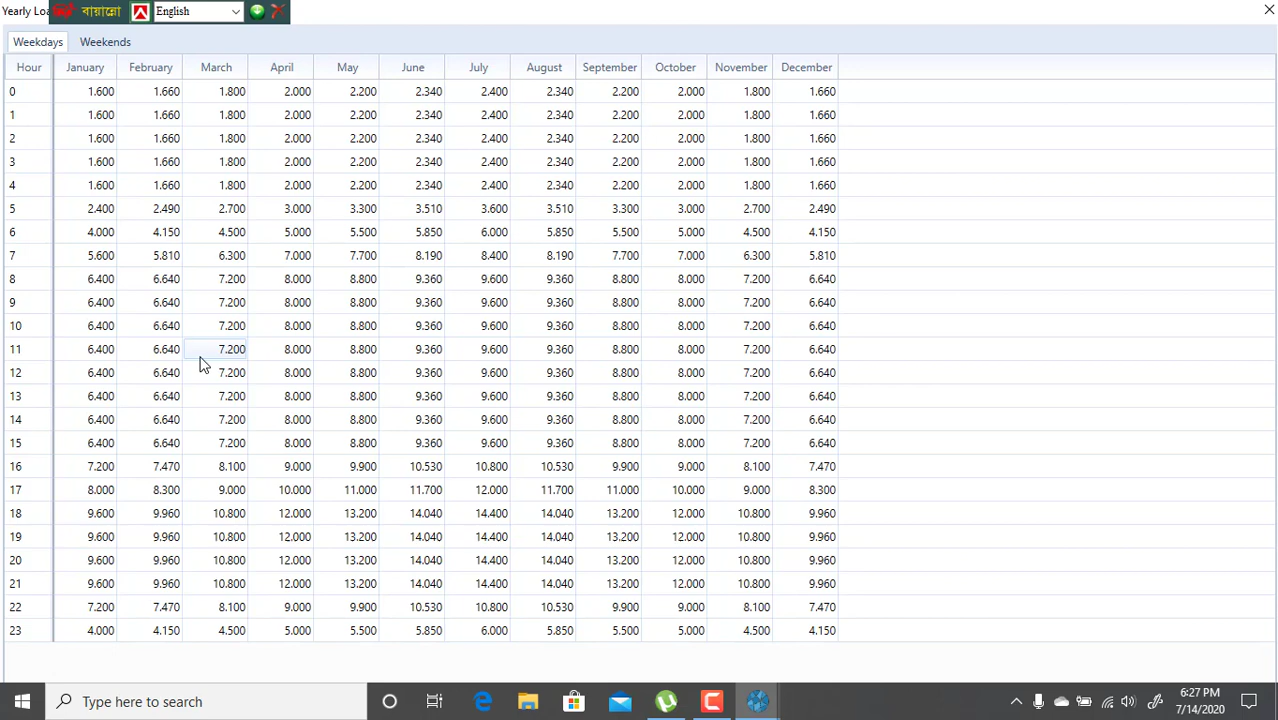 Yearly Loa বায়ান্নো English
Weekdays Weekends
Hour January February March April May June July August September October November December
0 1.600 1.660 1.800 2.000 2.200 2.340 2.400 2.340 2.200 2.000 1.800 1.660
1 1.600 1.660 1.800 2.000 2.200 2.340 2.400 2.340 2.200 2.000 1.800 1.660
2 1.600 1.660 1.800 2.000 2.200 2.340 2.400 2.340 2.200 2.000 1.800 1.660
3 1.600 1.660 1.800 2.000 2.200 2.340 2.400 2.340 2.200 2.000 1.800 1.660
4 1.600 1.660 1.800 2.000 2.200 2.340 2.400 2.340 2.200 2.000 1.800 1.660
5 2.400 2.490 2.700 3.000 3.300 3.510 3.600 3.510 3.300 3.000 2.700 2.490
6 4.000 4.150 4.500 5.000 5.500 5.850 6.000 5.850 5.500 5.000 4.500 4.150
7 5.600 5.810 6.300 7.000 7.700 8.190 8.400 8.190 7.700 7.000 6.300 5.810
8 6.400 6.640 7.200 8.000 8.800 9.360 9.600 9.360 8.800 8.000 7.200 6.640
9 6.400 6.640 7.200 8.000 8.800 9.360 9.600 9.360 8.800 8.000 7.200 6.640
10 6.400 6.640 7.200 8.000 8.800 9.360 9.600 9.360 8.800 8.000 7.200 6.640
11 6.400 6.640 7.200 8.000 8.800 9.360 9.600 9.360 8.800 8.000 7.200 6.640
12 6.400 6.640 7.200 8.000 8.800 9.360 9.600 9.360 8.800 8.000 7.200 6.640
13 6.400 6.640 7.200 8.000 8.800 9.360 9.600 9.360 8.800 8.000 7.200 6.640
14 6.400 6.640 7.200 8.000 8.800 9.360 9.600 9.360 8.800 8.000 7.200 6.640
15 6.400 6.640 7.200 8.000 8.800 9.360 9.600 9.360 8.800 8.000 7.200 6.640
16 7.200 7.470 8.100 9.000 9.900 10.530 10.800 10.530 9.900 9.000 8.100 7.470
17 8.000 8.300 9.000 10.000 11.000 11.700 12.000 11.700 11.000 10.000 9.000 8.300
18 9.600 9.960 10.800 12.000 13.200 14.040 14.400 14.040 13.200 12.000 10.800 9.960
19 9.600 9.960 10.800 12.000 13.200 14.040 14.400 14.040 13.200 12.000 10.800 9.960
20 9.600 9.960 10.800 12.000 13.200 14.040 14.400 14.040 13.200 12.000 10.800 9.960
21 9.600 9.960 10.800 12.000 13.200 14.040 14.400 14.040 13.200 12.000 10.800 9.960
22 7.200 7.470 8.100 9.000 9.900 10.530 10.800 10.530 9.900 9.000 8.100 7.470
23 4.000 4.150 4.500 5.000 5.500 5.850 6.000 5.850 5.500 5.000 4.500 4.150
Type here to search
6:27 PM
7/14/2020